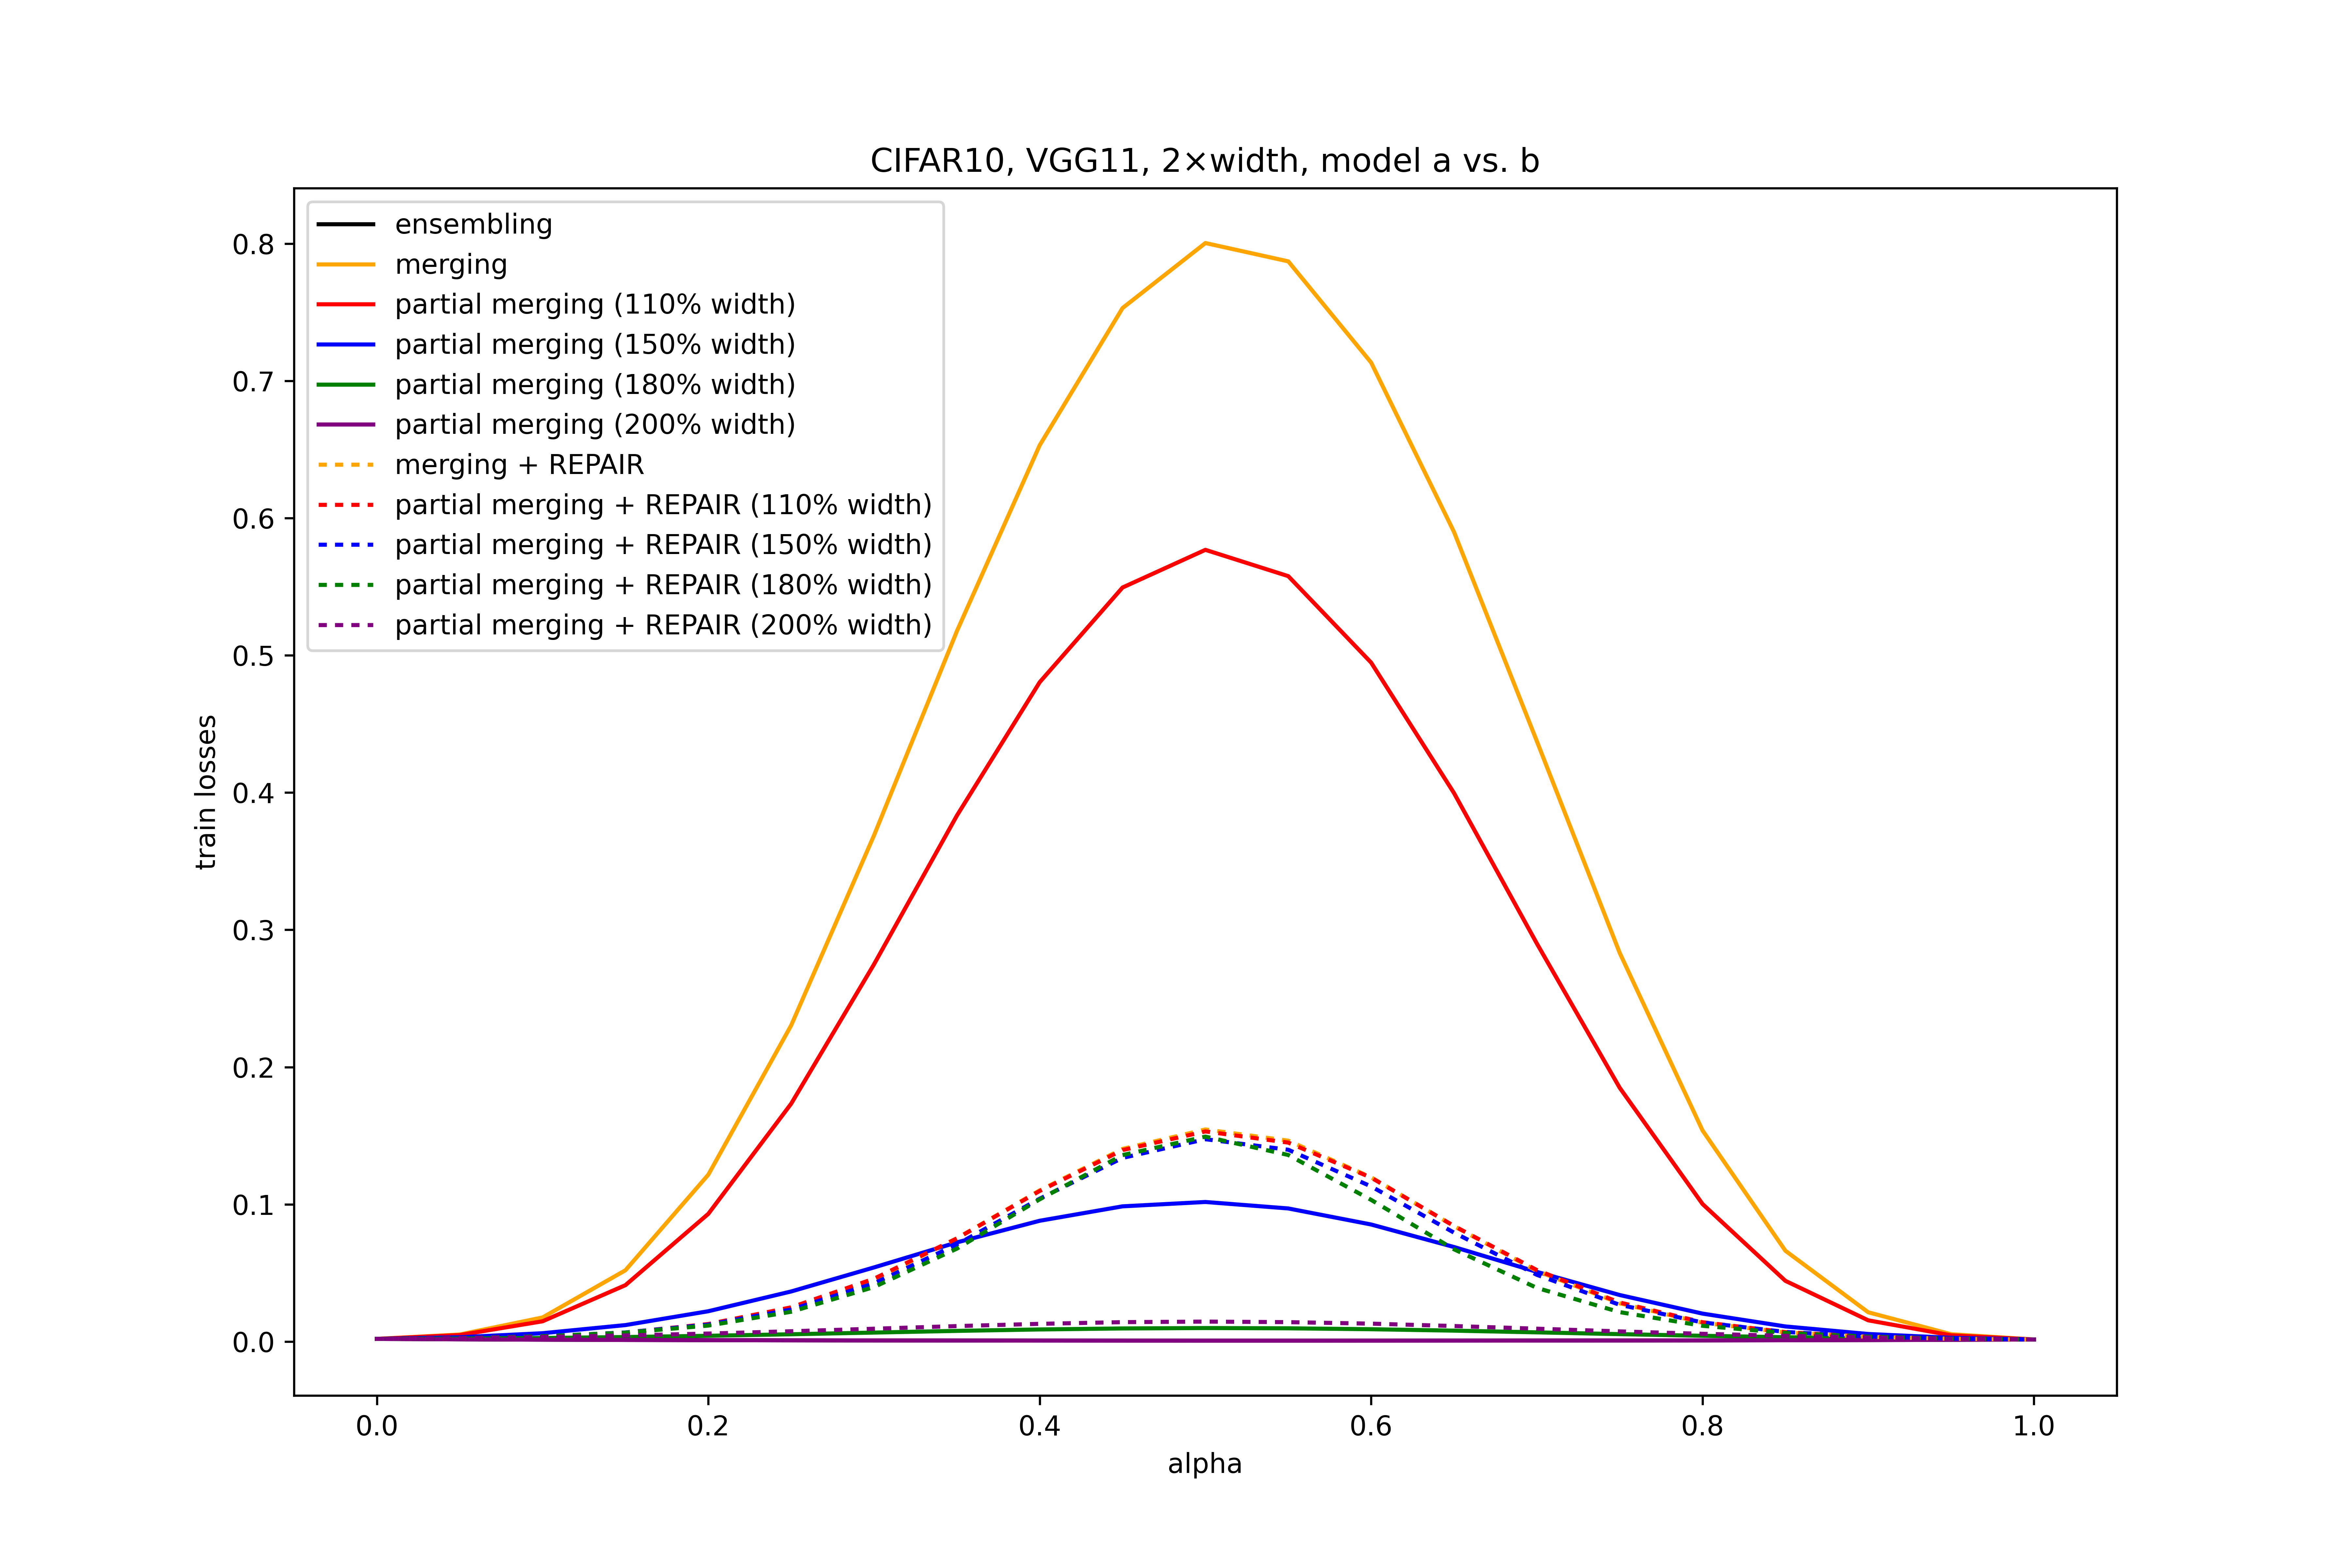 CIFAR10, VGG11, 2×width, model a vs. b
ensembling
merging
partial merging (110% width)
partial merging (150% width)
partial merging (180% width)
partial merging (200% width)
merging + REPAIR
partial merging + REPAIR (110% width)
partial merging + REPAIR (150% width)
partial merging + REPAIR (180% width)
partial merging + REPAIR (200% width)
train losses
0.8
0.7
0.6
0.5
0.4
0.3
0.2
0.1
0.0
0.0 0.2 0.4 0.6 0.8 1.0
alpha